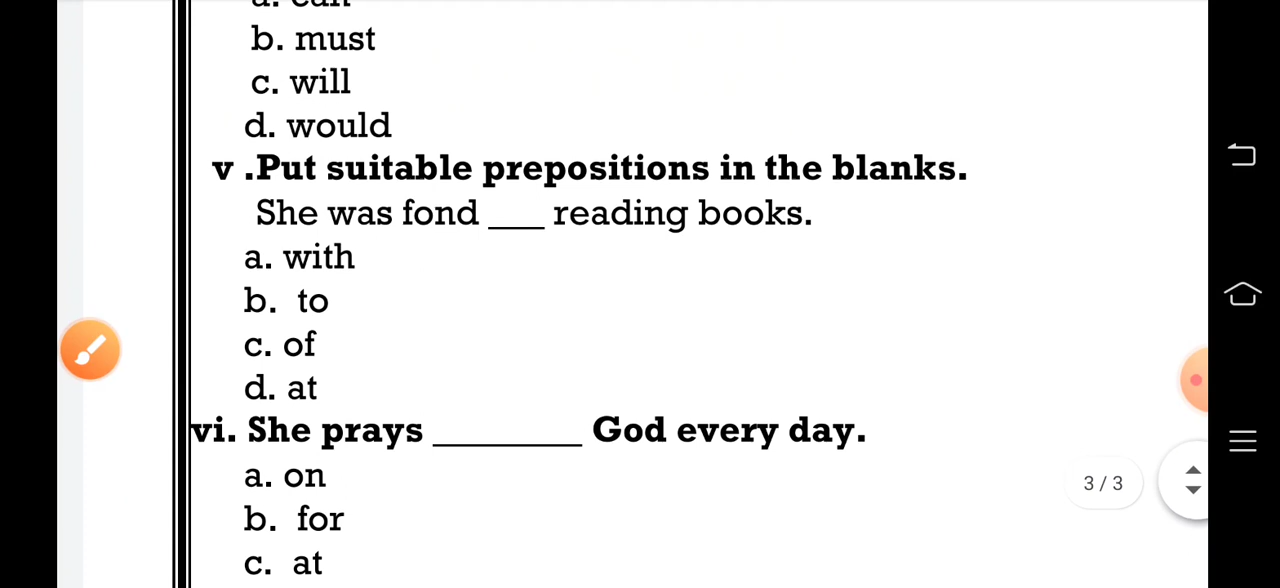 b. must
c. will
d. would
v .Put suitable prepositions in the blanks.
She was fond ___ reading books.
a. with
b. to
c. of
d. at
vi. She prays ________ God every day.
a. on
b. for
c. at
3 / 3